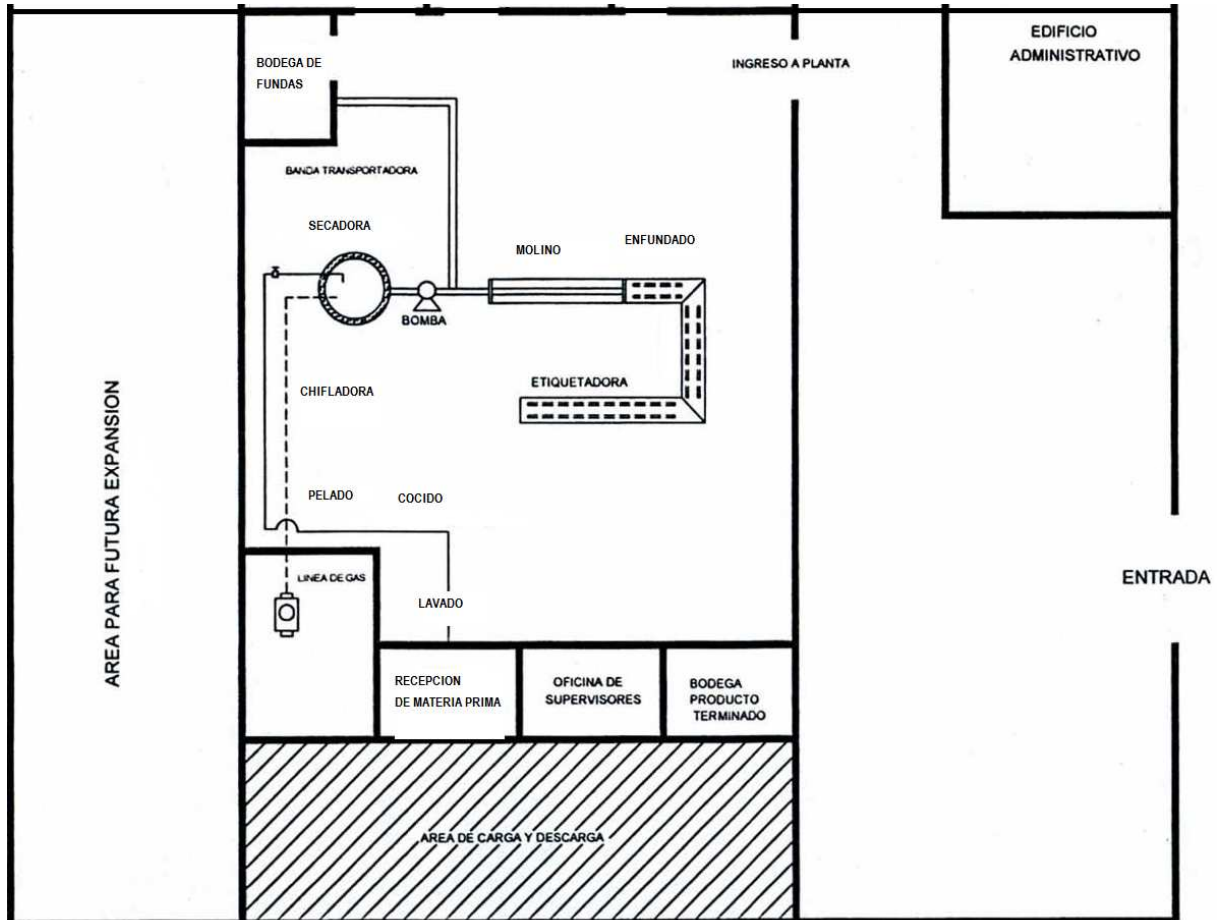 EDIFICIO
ADMINISTRATIVO
BODEGA DE
FUNDAS
INGRESO A PLANTA
BANDA TRANSPORTADORA
SECADORA
MOLINO
ENFUNDADO
BOMBA
ETIQUETADORA
CHIFLADORA
AREA PARA FUTURA EXPANSION
PELADO
COCIDO
LINEA DE GAS
ENTRADA
LAVADO
RECEPCION
DE MATERIA PRIMA
OFICINA DE
SUPERVISORES
BODEGA
PRODUCTO
TERMINADO
AREA DE CARGA Y DESCARGA